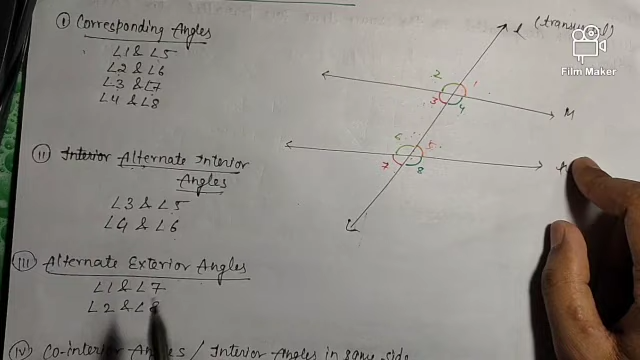 ① Corresponding Angles
∠1 & ∠5
∠2 & ∠6
∠3 & ∠7
∠4 & ∠8
ⓘⓘ Interior Alternate Interior
Angles
∠3 & ∠5
∠4 & ∠6
ⓘⓘⓘ Alternate Exterior Angles
∠1 & ∠7
∠2 & ∠8
ⓘⓥ Co-interior Angles / Interior Angles in same side
l (transversal)
2 1
3 4
M
6 5
7 8
Film Maker